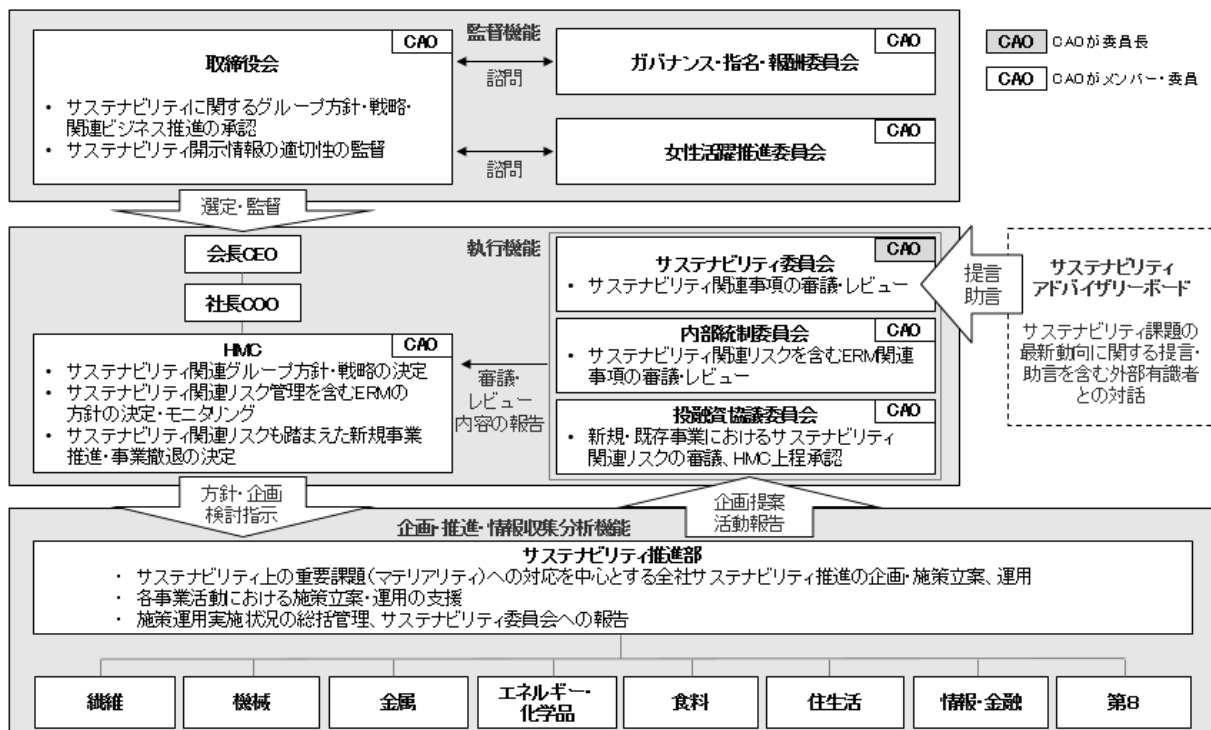 監督機能
取締役会
CAO
・ サステナビリティに関するグループ方針・戦略・
関連ビジネス推進の承認
・ サステナビリティ開示情報の適切性の監督
諮問
ガバナンス・指名・報酬委員会
CAO
諮問
女性活躍推進委員会
CAO
CAO CAOが委員長
CAO CAOがメンバー・委員
選定・監督
執行機能
会長CEO
社長COO
HMC
CAO
・ サステナビリティ関連グループ方針・戦略の決定
・ サステナビリティ関連リスク管理を含むERMの
方針の決定・モニタリング
・ サステナビリティ関連リスクも踏まえた新規事業
推進・事業撤退の決定
審議・
レビュー
内容の報告
サステナビリティ委員会
CAO
・ サステナビリティ関連事項の審議・レビュー
内部統制委員会
CAO
・ サステナビリティ関連リスクを含むERM関連
事項の審議・レビュー
投融資協議委員会
CAO
・ 新規・既存事業におけるサステナビリティ
関連リスクの審議、HMC上程承認
提言
助言
サステナビリティ
アドバイザリーボード
サステナビリティ課題の
最新動向に関する提言・
助言を含む外部有識者
との対話
方針・企画
検討指示
企画提案
活動報告
企画・推進・情報収集分析機能
サステナビリティ推進部
・ サステナビリティ上の重要課題(マテリアリティ)への対応を中心とする全社サステナビリティ推進の企画・施策立案、運用
・ 各事業活動における施策立案・運用の支援
・ 施策運用実施状況の総括管理、サステナビリティ委員会への報告
繊維
機械
金属
エネルギー・
化学品
食料
住生活
情報・金融
第8